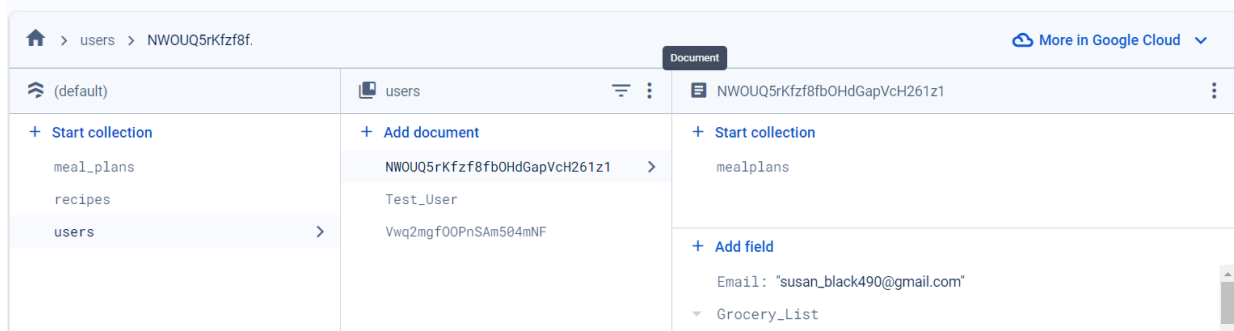 users > NWOUQ5rKfzf8f.
More in Google Cloud
Document
(default)
users
NWOUQ5rKfzf8fbOHdGapVcH261z1
+ Start collection
+ Add document
+ Start collection
meal_plans
NWOUQ5rKfzf8fbOHdGapVcH261z1
mealplans
recipes
Test_User
users
Vwq2mgfOOPnSAm504mNF
+ Add field
Email: "susan_black490@gmail.com"
Grocery_List